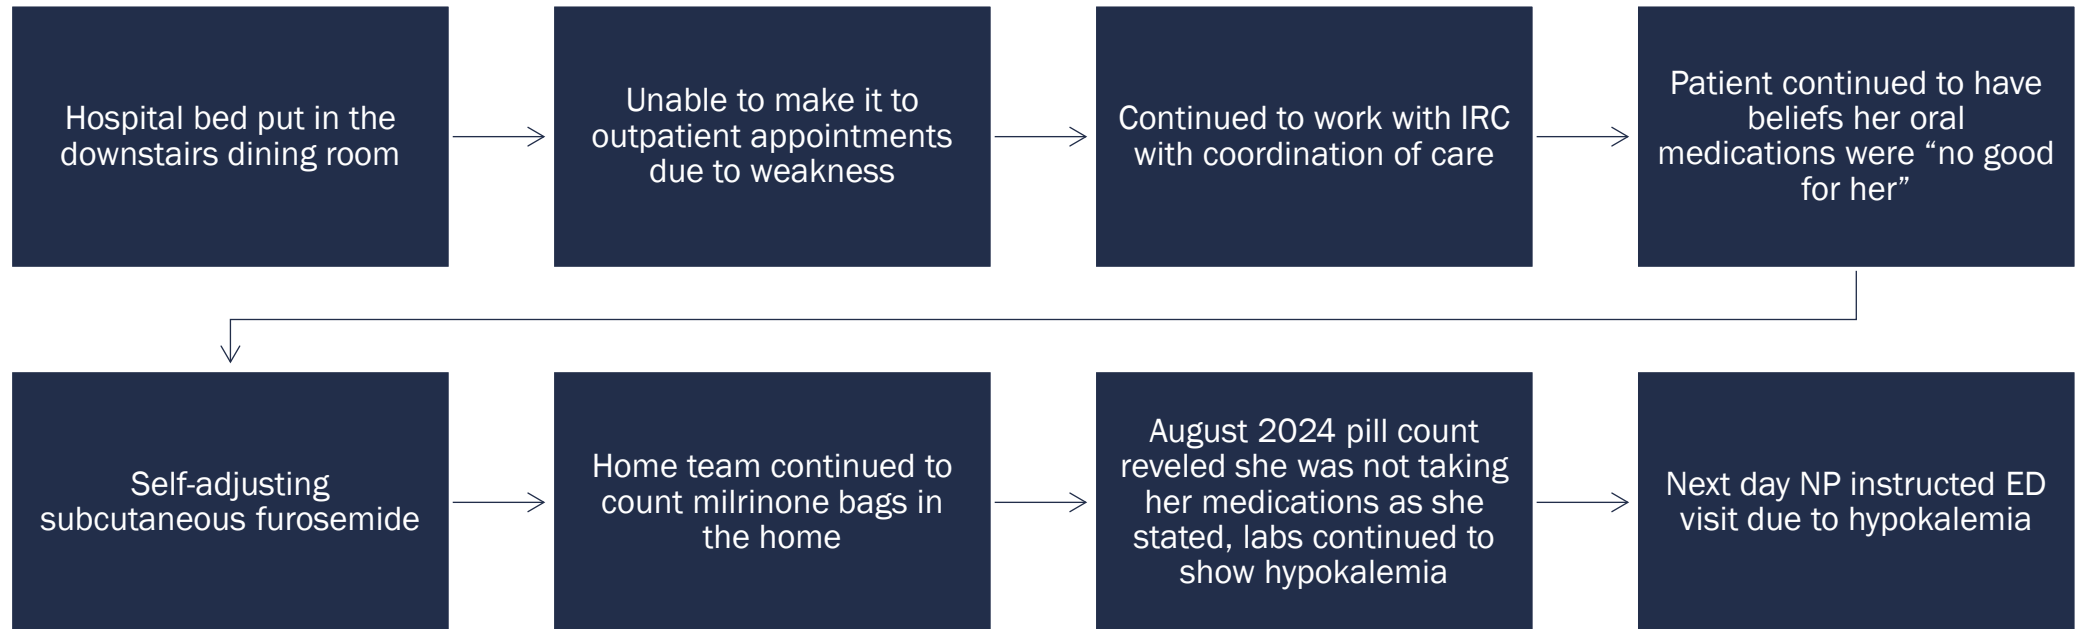 Hospital bed put in the
downstairs dining room
Unable to make it to
outpatient appointments
due to weakness
Continued to work with IRC
with coordination of care
Patient continued to have
beliefs her oral
medications were “no good
for her”
Self-adjusting
subcutaneous furosemide
Home team continued to
count milrinone bags in
the home
August 2024 pill count
reveled she was not taking
her medications as she
stated, labs continued to
show hypokalemia
Next day NP instructed ED
visit due to hypokalemia